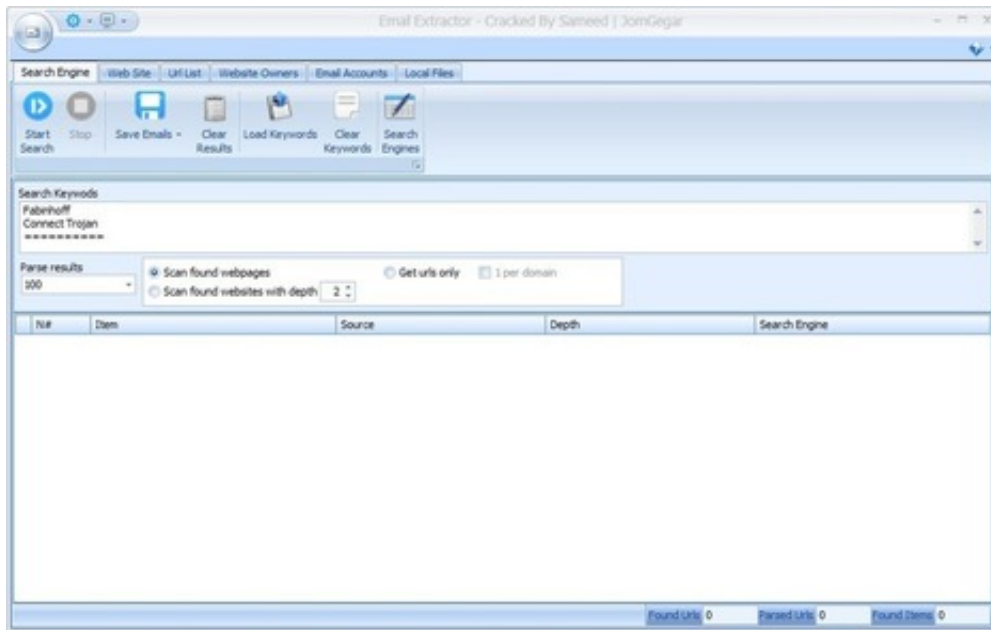 Email Extractor - Cracked By Sameed | JomGegar
Search Engine Web Site Url List Website Owners Email Accounts Local Files
Start Search Stop Save Emails Clear Results Load Keywords Clear Keywords Search Engines
Search Keywods
Fabinhoff
Connect Trojan
==========
Parse results
100
Scan found webpages Get urls only 1 per domain
Scan found websites with depth 2
N# Item Source Depth Search Engine
Found Urls 0 Parsed Urls 0 Found Items 0